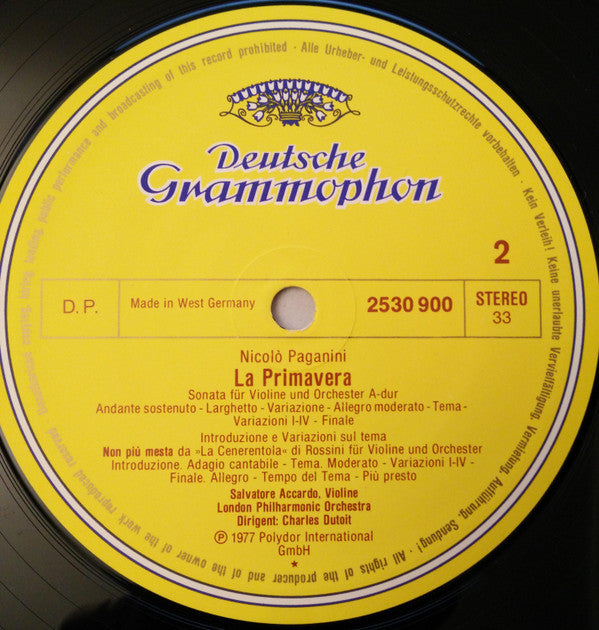 Deutsche
Grammophon
2
D.P.
Made in West Germany
2530 900
STEREO
33
Nicolò Paganini
La Primavera
Sonata für Violine und Orchester A-dur
Andante sostenuto - Larghetto - Variazione - Allegro moderato - Tema -
Variazioni I-IV - Finale
Introduzione e Variazioni sul tema
Non più mesta da »La Cenerentola« di Rossini für Violine und Orchester
Introduzione. Adagio cantabile - Tema. Moderato - Variazioni I-IV -
Finale. Allegro - Tempo del Tema - Più presto
Salvatore Accardo, Violine
London Philharmonic Orchestra
Dirigent: Charles Dutoit
Ⓟ 1977 Polydor International
GmbH
*
Alle Urheber- und Leistungsschutzrechte vorbehalten · Kein Verleih! Keine unerlaubte Vervielfältigung, Vermietung, Aufführung, Sendung! · All rights of the producer and of the owner of the work reproduced reserved. performance and broadcasting of this record prohibited ·